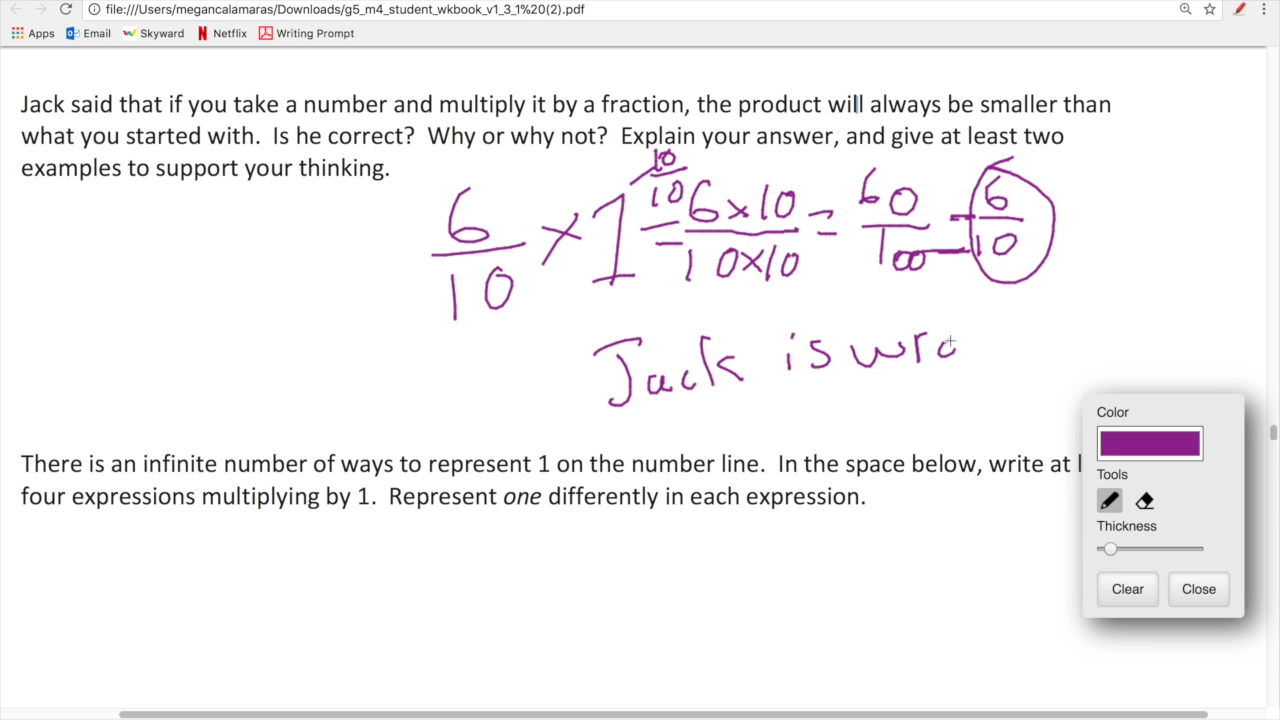 file:///Users/megancalamaras/Downloads/g5_m4_student_wkbook_v1_3_1%20(2).pdf
Apps Email Skyward Netflix Writing Prompt
Jack said that if you take a number and multiply it by a fraction, the product will always be smaller than
what you started with. Is he correct? Why or why not? Explain your answer, and give at least two
examples to support your thinking.
6/10 × 1 10/10 = 6×10/10×10 = 60/100 = 6/10
Jack is wro
Color
Tools
Thickness
Clear Close
There is an infinite number of ways to represent 1 on the number line. In the space below, write at l
four expressions multiplying by 1. Represent one differently in each expression.